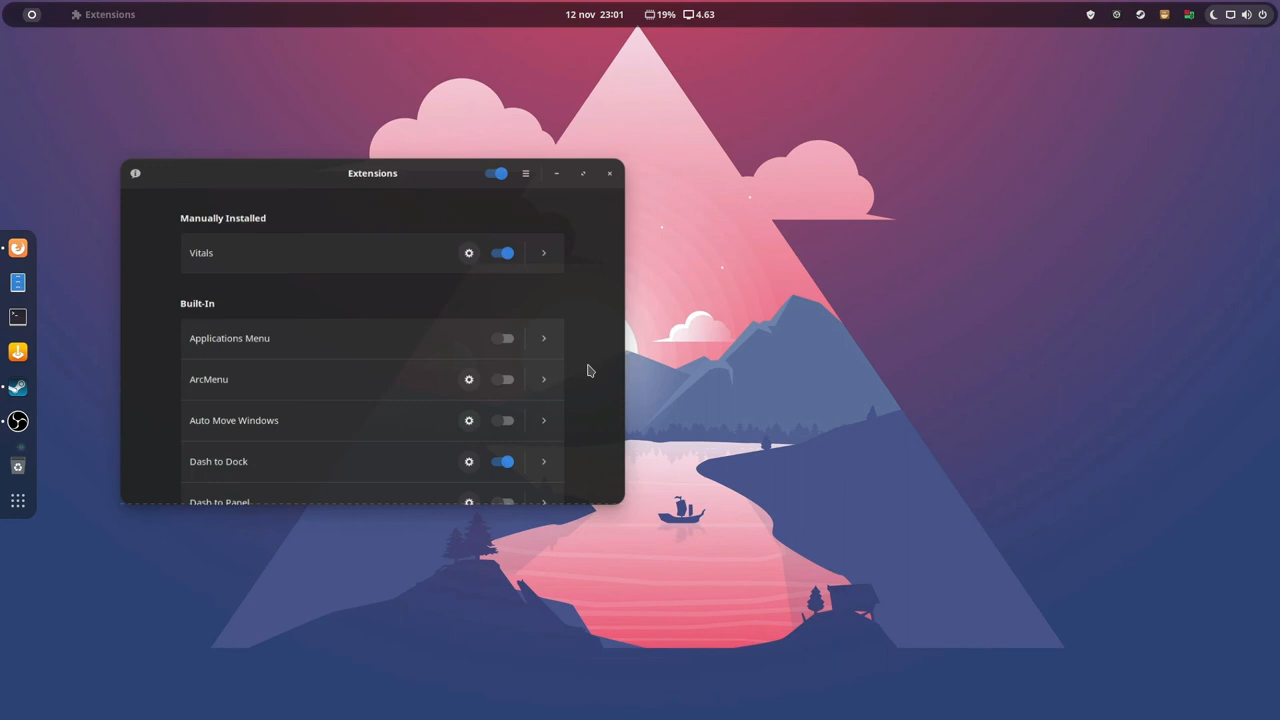 Extensions
12 nov 23:01
19%
4.63
Extensions
Manually Installed
Vitals
Built-In
Applications Menu
ArcMenu
Auto Move Windows
Dash to Dock
Dash to Panel